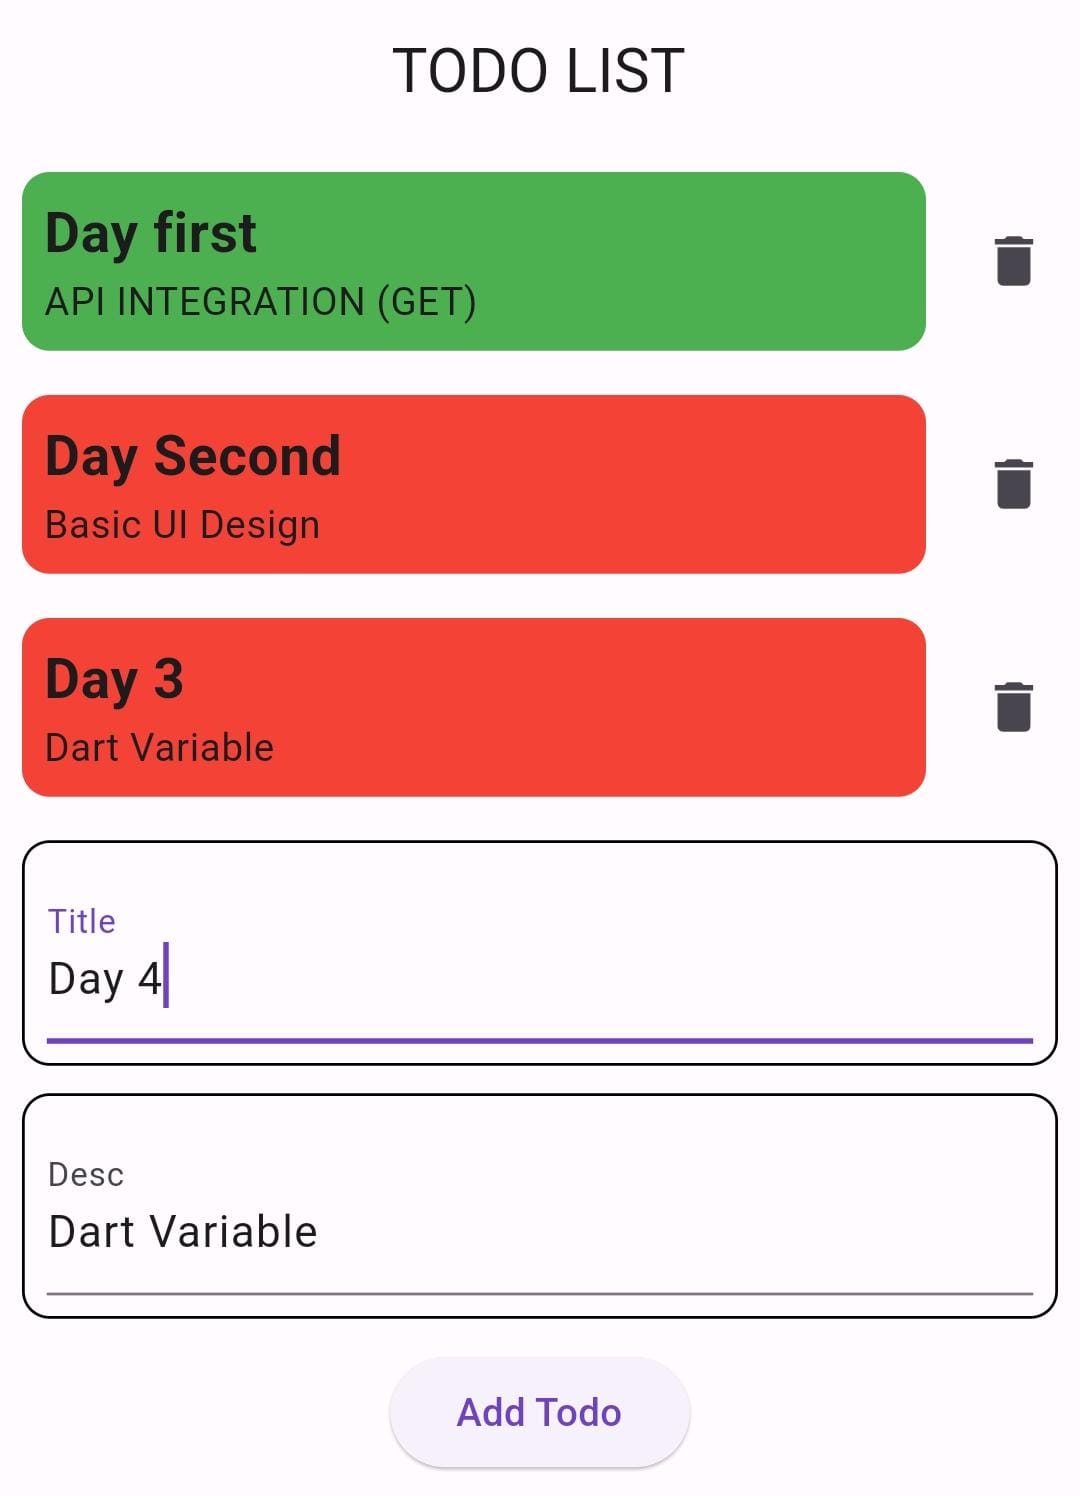 TODO LIST
Day first
API INTEGRATION (GET)
Day Second
Basic UI Design
Day 3
Dart Variable
Title
Day 4
Desc
Dart Variable
Add Todo